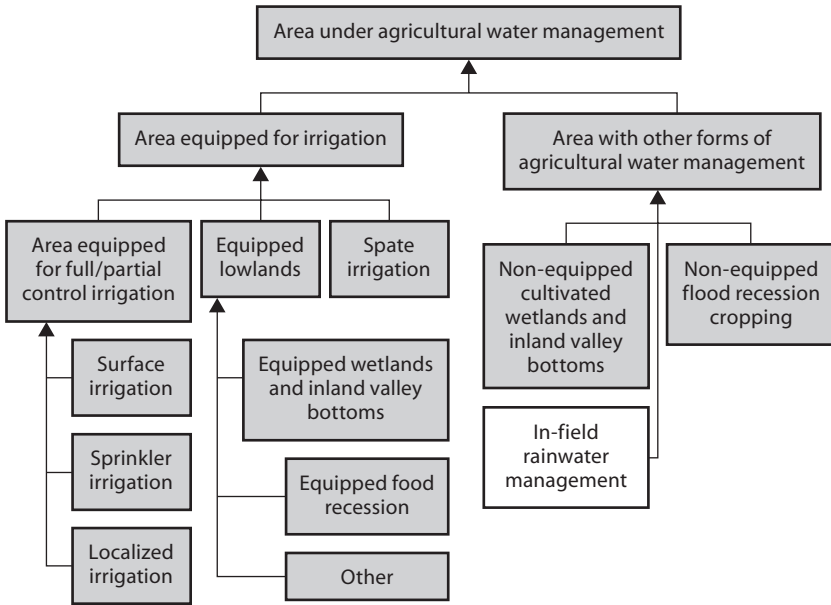 Area under agricultural water management
Area equipped for irrigation
Area with other forms of
agricultural water management
Area equipped
for full/partial
control irrigation
Equipped
lowlands
Spate
irrigation
Non-equipped
cultivated
wetlands and
inland valley
bottoms
Non-equipped
flood recession
cropping
Surface
irrigation
Equipped wetlands
and inland valley
bottoms
In-field
rainwater
management
Sprinkler
irrigation
Equipped food
recession
Localized
irrigation
Other